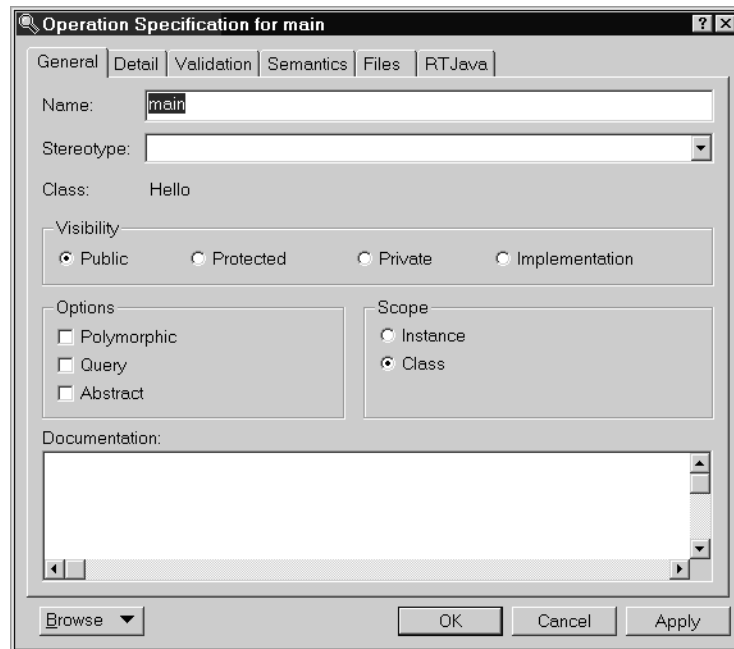 Operation Specification for main
General Detail Validation Semantics Files RTJava
Name: main
Stereotype:
Class: Hello
Visibility
Public Protected Private Implementation
Options
Polymorphic
Query
Abstract
Scope
Instance
Class
Documentation:
Browse OK Cancel Apply